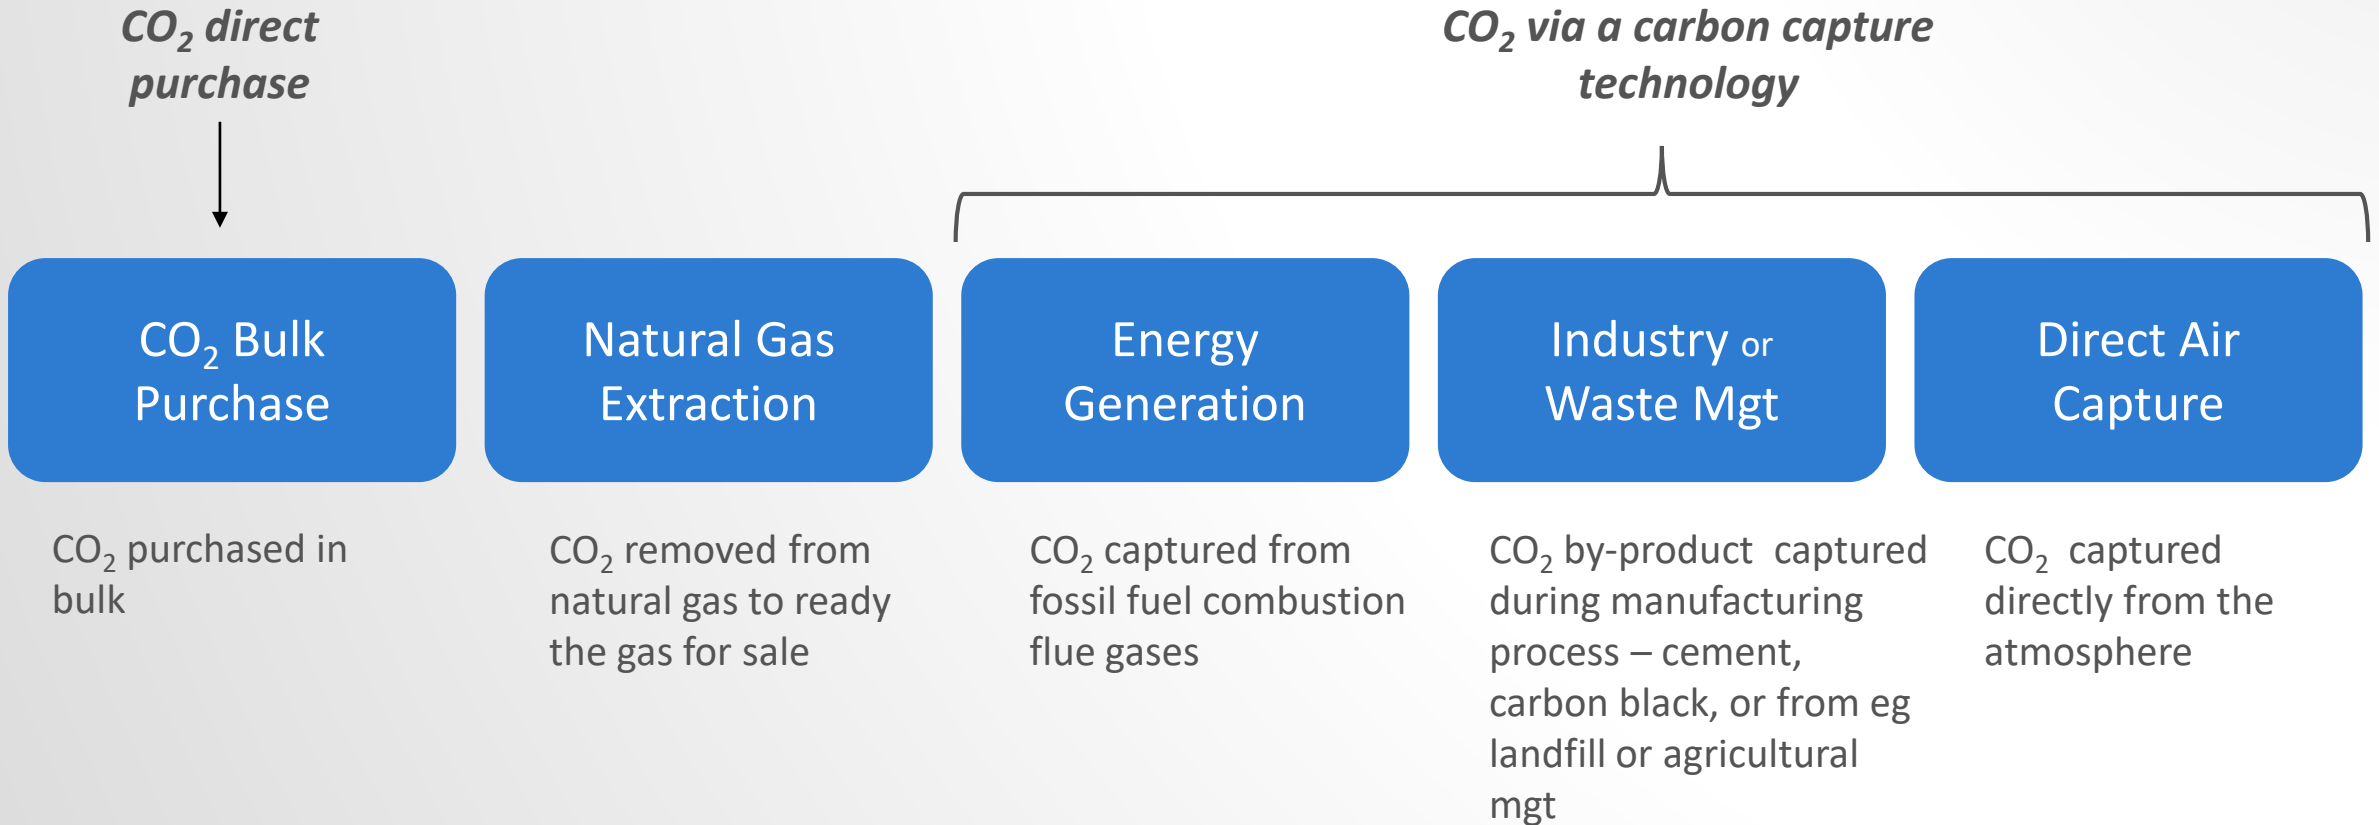 CO₂ direct
purchase
CO₂ via a carbon capture
technology
CO₂ Bulk
Purchase
Natural Gas
Extraction
Energy
Generation
Industry or
Waste Mgt
Direct Air
Capture
CO₂ purchased in
bulk
CO₂ removed from
natural gas to ready
the gas for sale
CO₂ captured from
fossil fuel combustion
flue gases
CO₂ by-product captured
during manufacturing
process – cement,
carbon black, or from eg
landfill or agricultural
mgt
CO₂ captured
directly from the
atmosphere